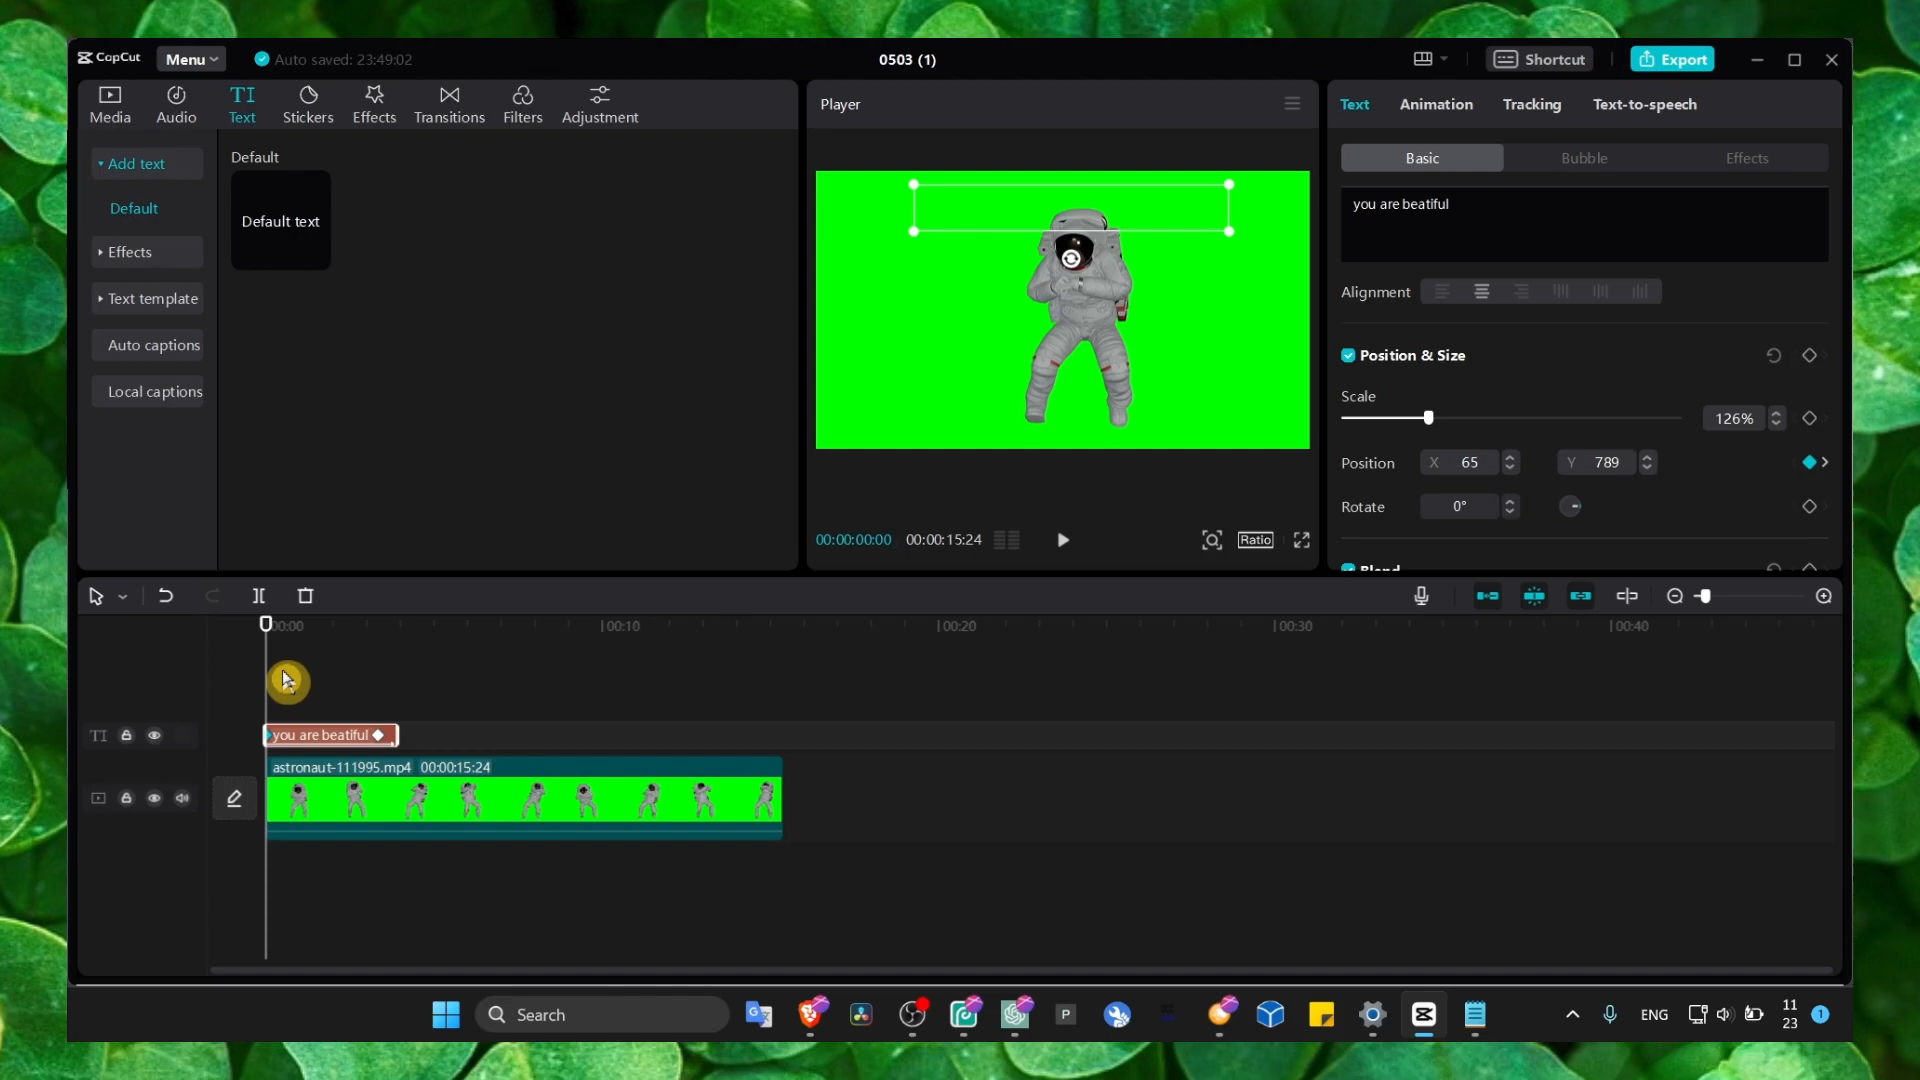 CapCut
Menu
Auto saved: 23:49:02
0503 (1)
Shortcut
Export
Media
Audio
TI
Text
Stickers
Effects
Transitions
Filters
Adjustment
Add text
Default
Effects
Text template
Auto captions
Local captions
Default
Default text
Player
00:00:00:00
00:00:15:24
Ratio
Text
Animation
Tracking
Text-to-speech
Basic
Bubble
Effects
you are beatiful
Alignment
Position & Size
Scale
126%
Position
X 65
Y 789
Rotate
0°
Blend
00:00
00:10
00:20
00:30
00:40
TI
you are beatiful
astronaut-111995.mp4 00:00:15:24
Search
P
ENG
11
23
1